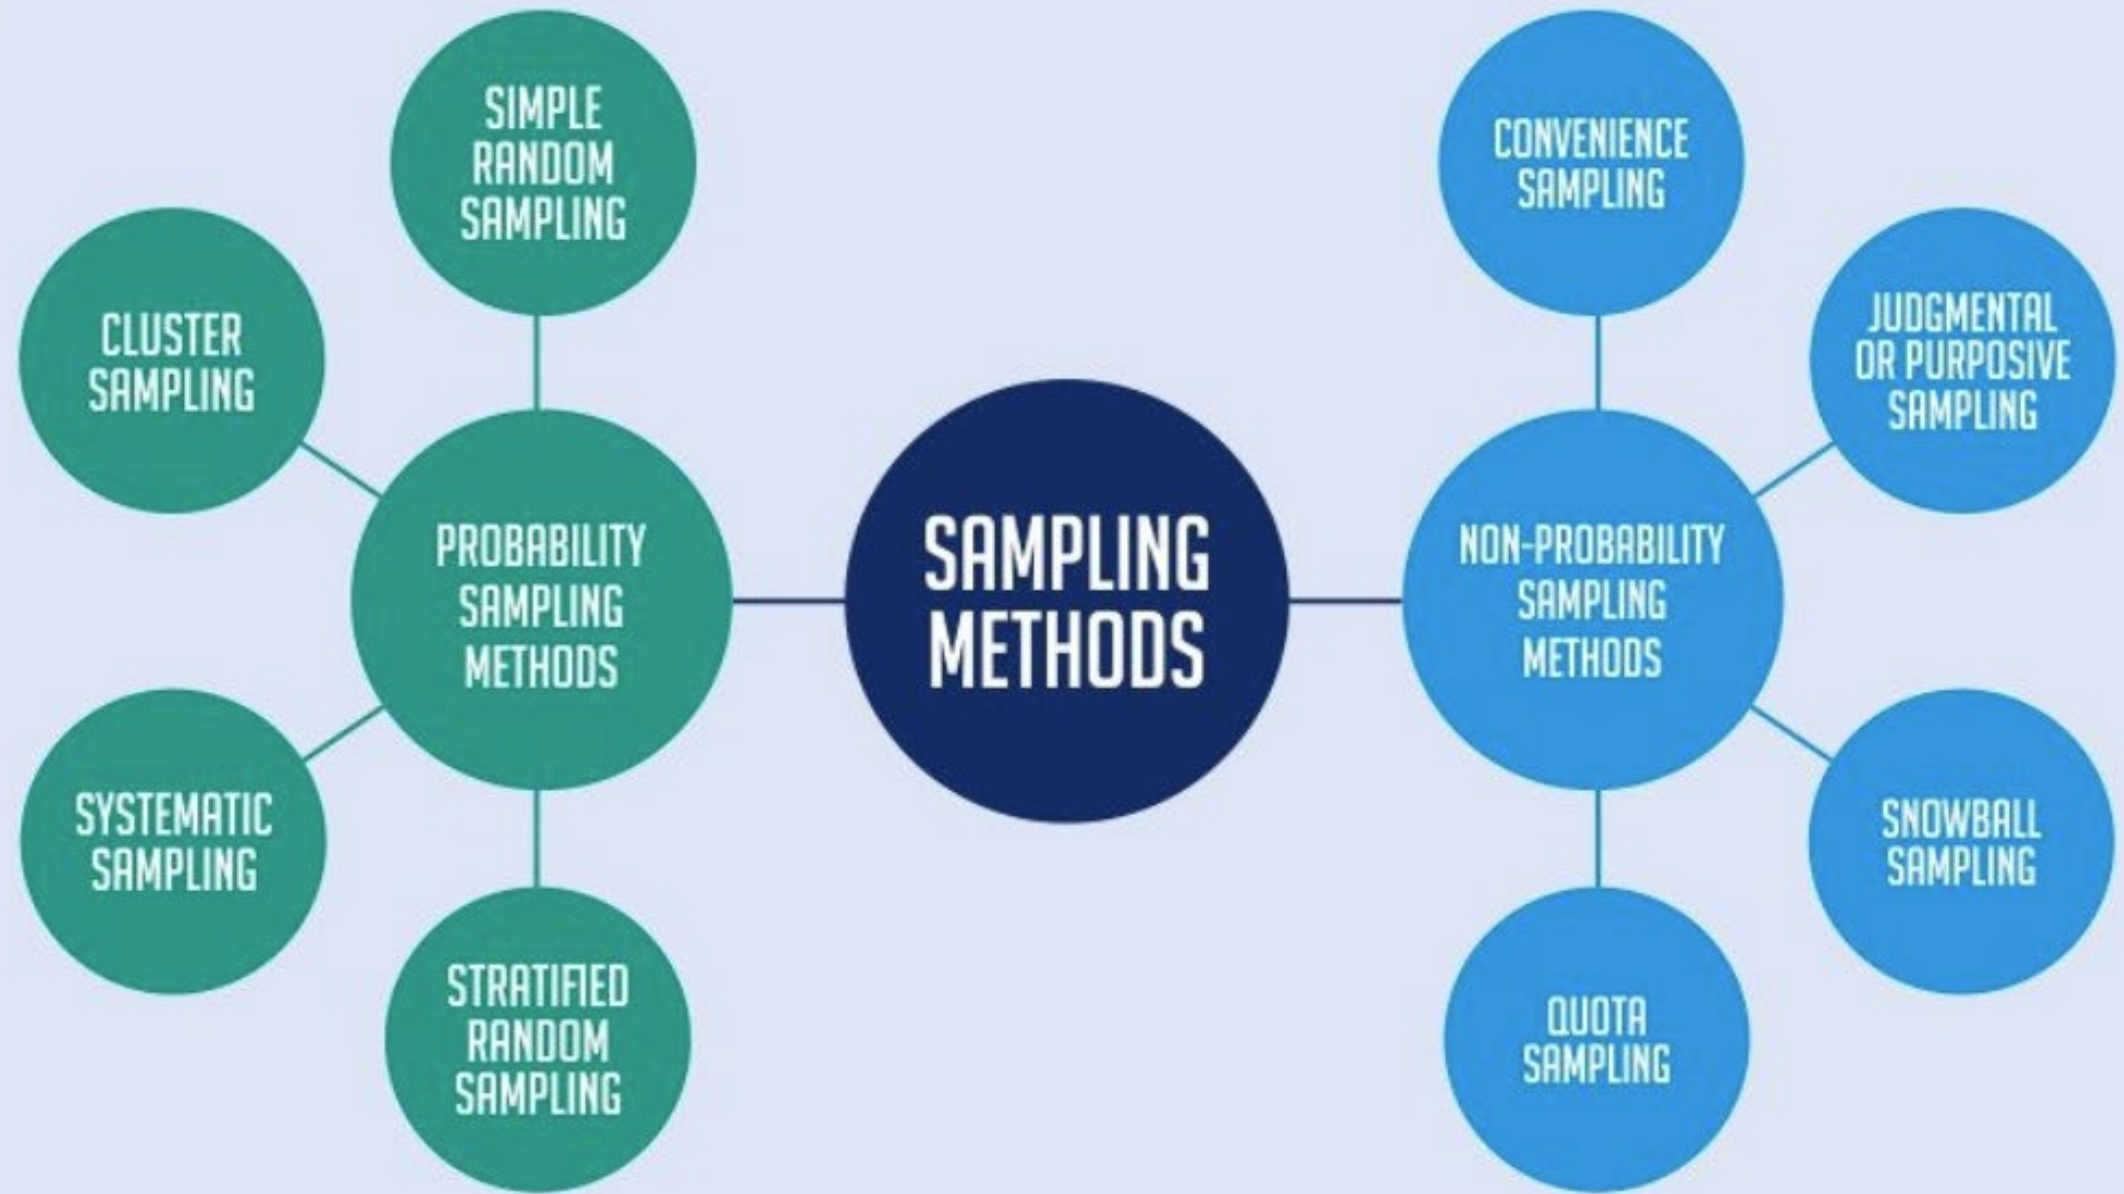 SIMPLE
RANDOM
SAMPLING
CLUSTER
SAMPLING
PROBABILITY
SAMPLING
METHODS
SYSTEMATIC
SAMPLING
STRATIFIED
RANDOM
SAMPLING
SAMPLING
METHODS
CONVENIENCE
SAMPLING
JUDGMENTAL
OR PURPOSIVE
SAMPLING
NON-PROBABILITY
SAMPLING
METHODS
SNOWBALL
SAMPLING
QUOTA
SAMPLING